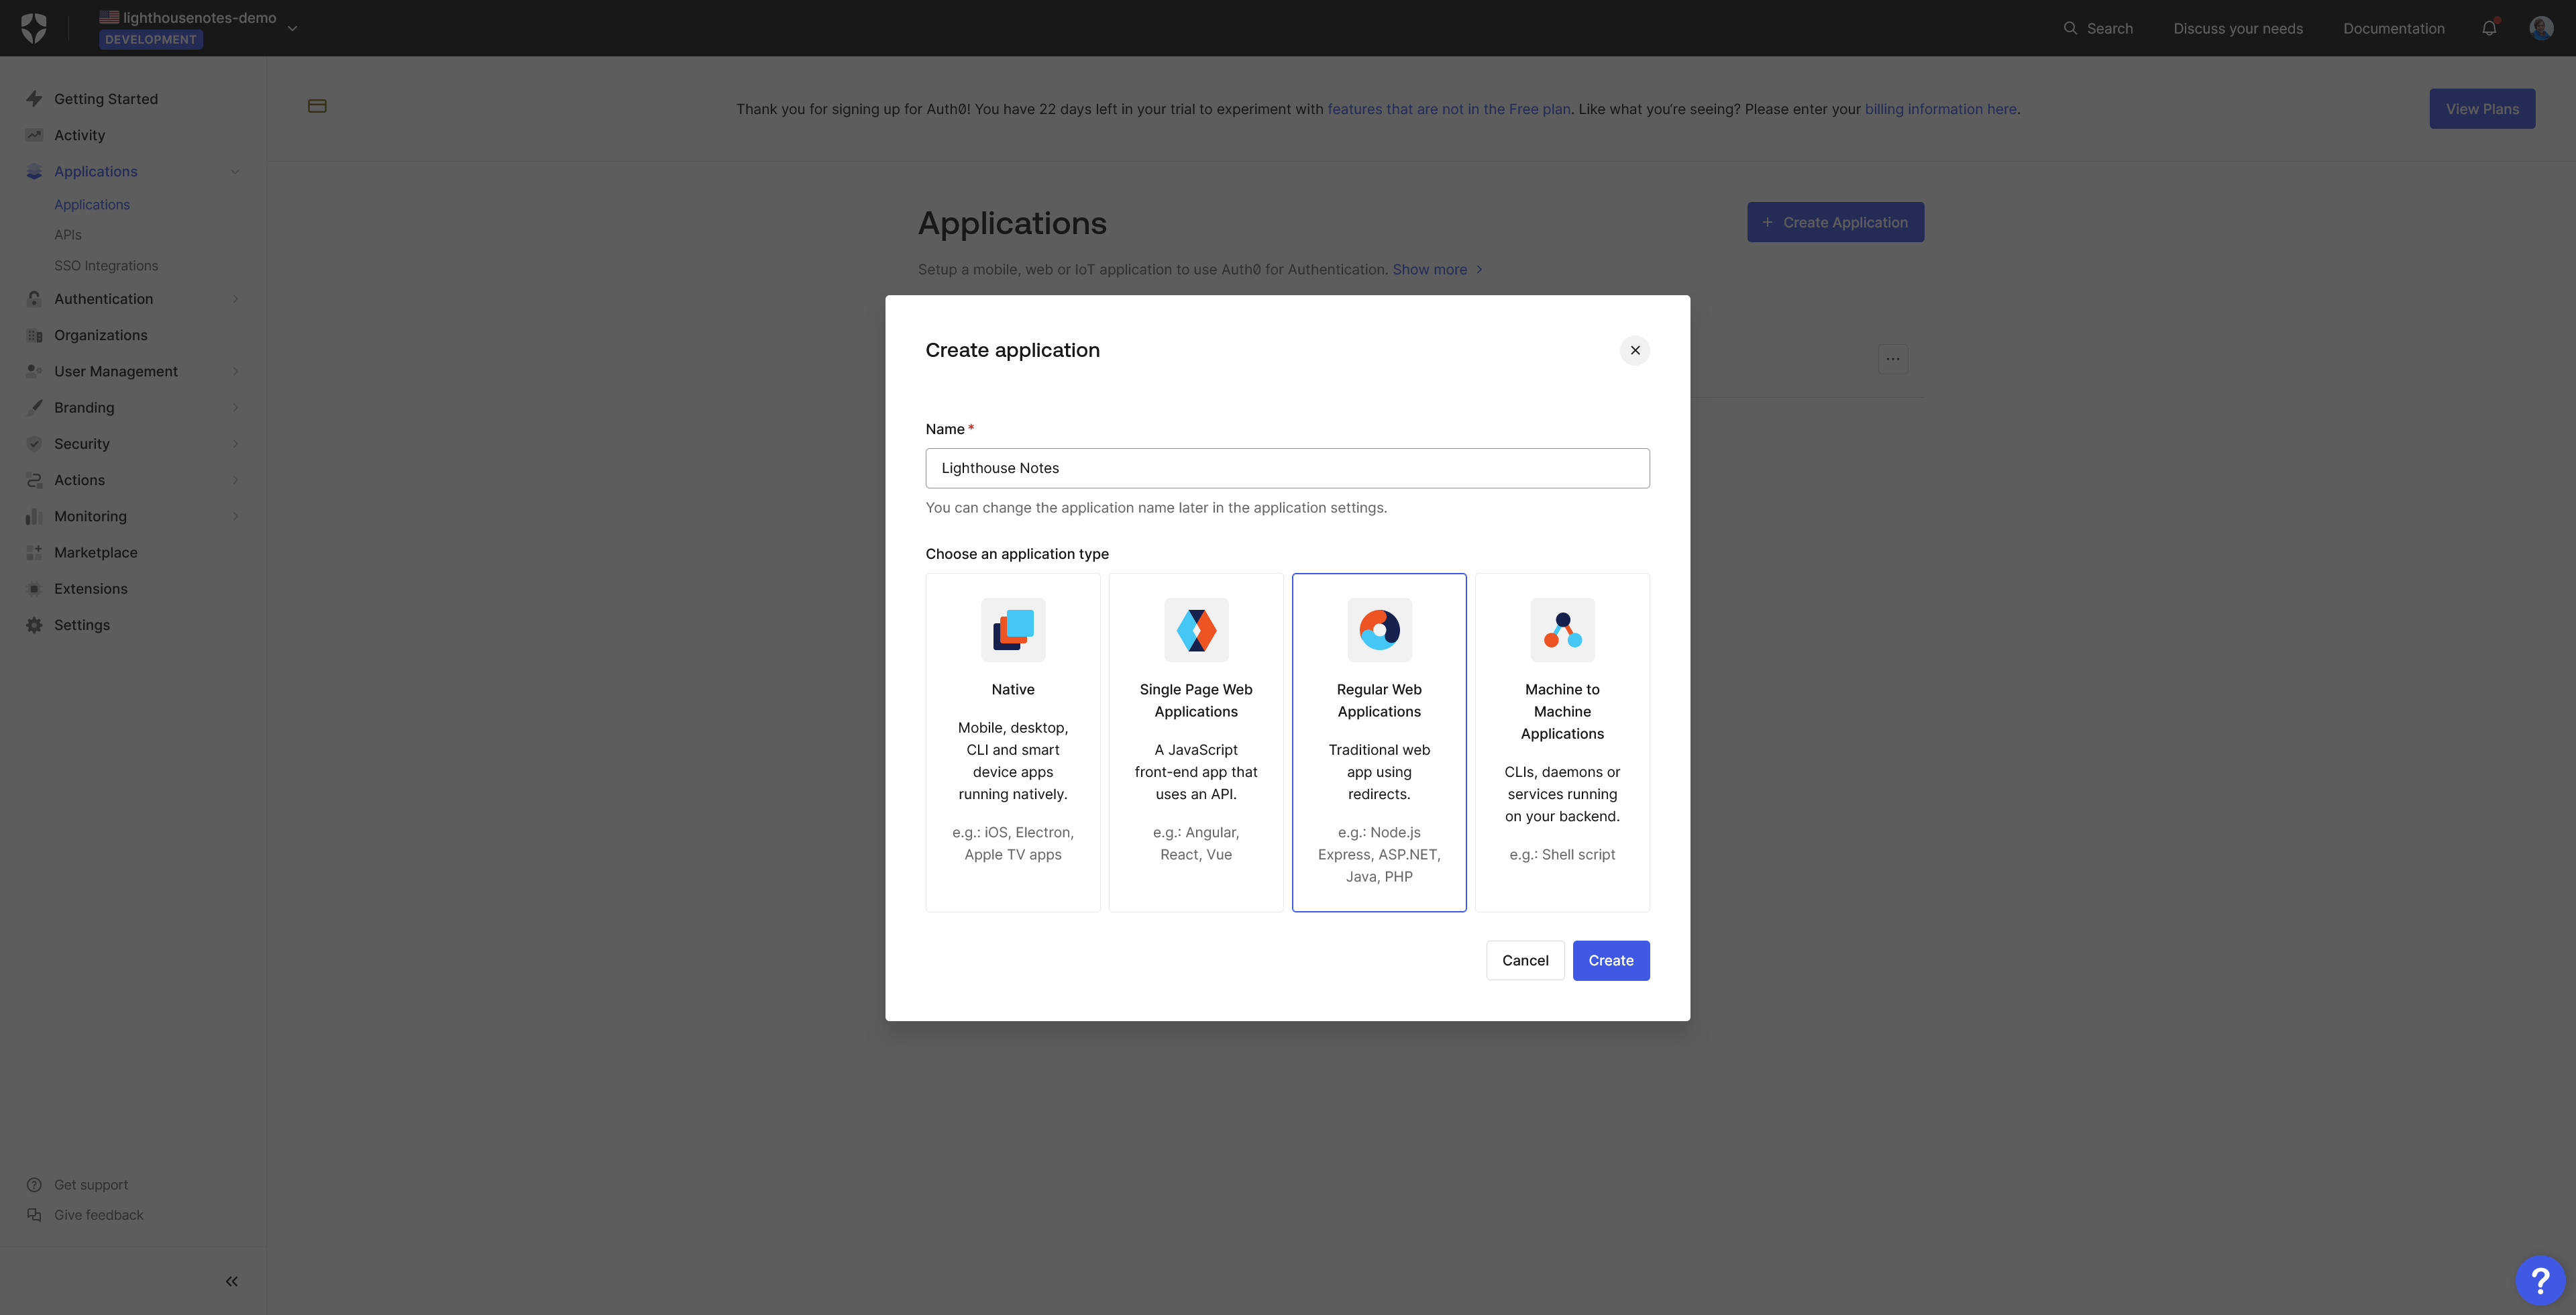 lighthousenotes-demo
DEVELOPMENT
Search
Discuss your needs
Documentation
Getting Started
Activity
Applications
Applications
APIs
SSO Integrations
Authentication
Organizations
User Management
Branding
Security
Actions
Monitoring
Marketplace
Extensions
Settings
Get support
Give feedback
Thank you for signing up for Auth0! You have 22 days left in your trial to experiment with features that are not in the Free plan. Like what you're seeing? Please enter your billing information here.
View Plans
Applications
+ Create Application
Setup a mobile, web or IoT application to use Auth0 for Authentication. Show more
Create application
Name *
Lighthouse Notes
You can change the application name later in the application settings.
Choose an application type
Native
Mobile, desktop,
CLI and smart
device apps
running natively.
e.g.: iOS, Electron,
Apple TV apps
Single Page Web
Applications
A JavaScript
front-end app that
uses an API.
e.g.: Angular,
React, Vue
Regular Web
Applications
Traditional web
app using
redirects.
e.g.: Node.js
Express, ASP.NET,
Java, PHP
Machine to
Machine
Applications
CLIs, daemons or
services running
on your backend.
e.g.: Shell script
Cancel
Create
?